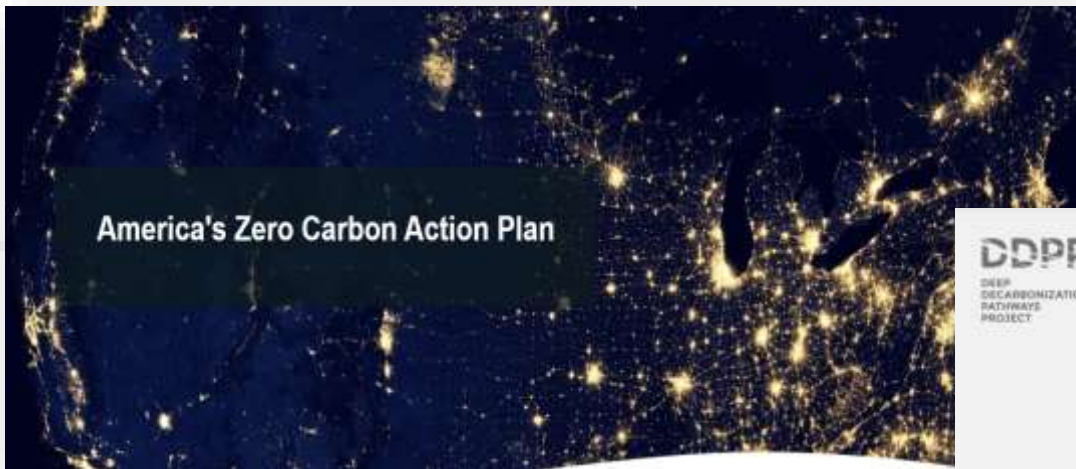 America's Zero Carbon Action Plan
DDPP
DEEP
DECARBONIZATION
PATHWAYS
PROJECT